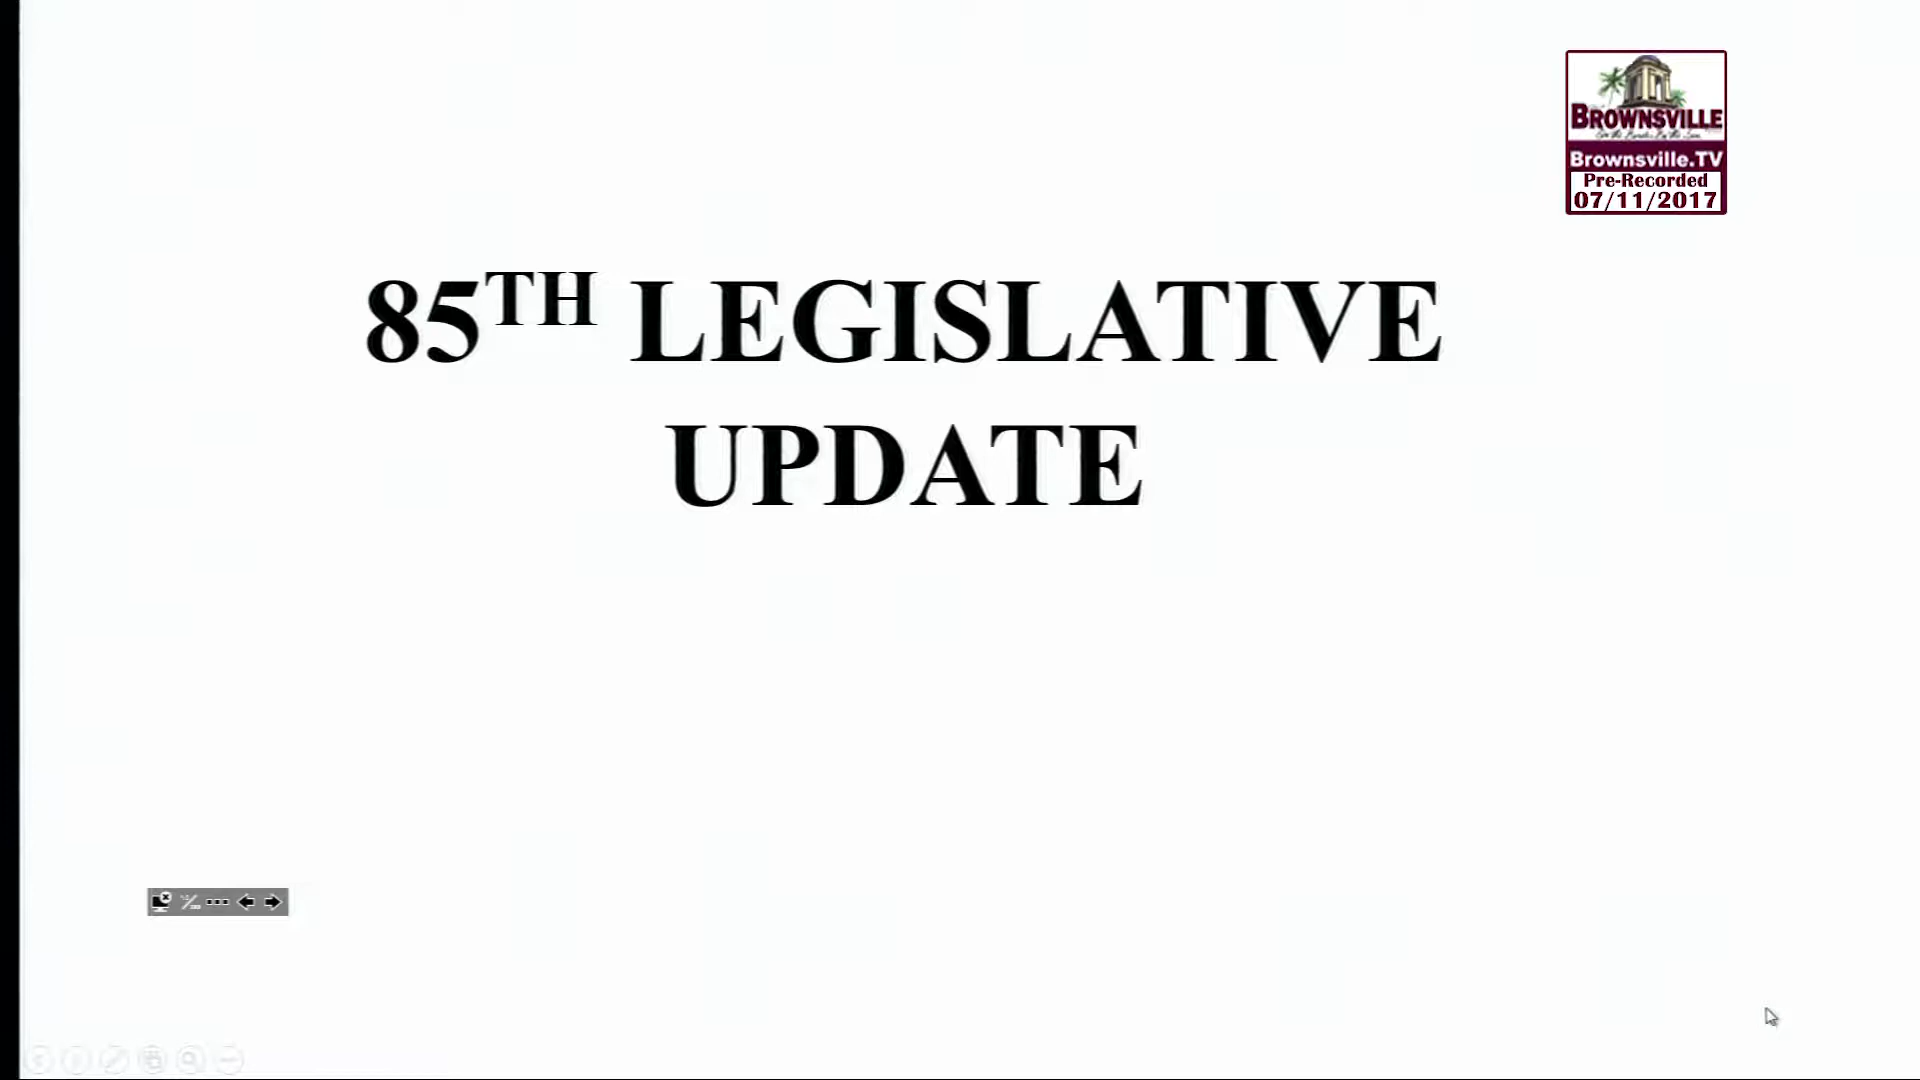 BROWNSVILLE
Brownsville.TV
Pre-Recorded
07/11/2017
85TH LEGISLATIVE
UPDATE